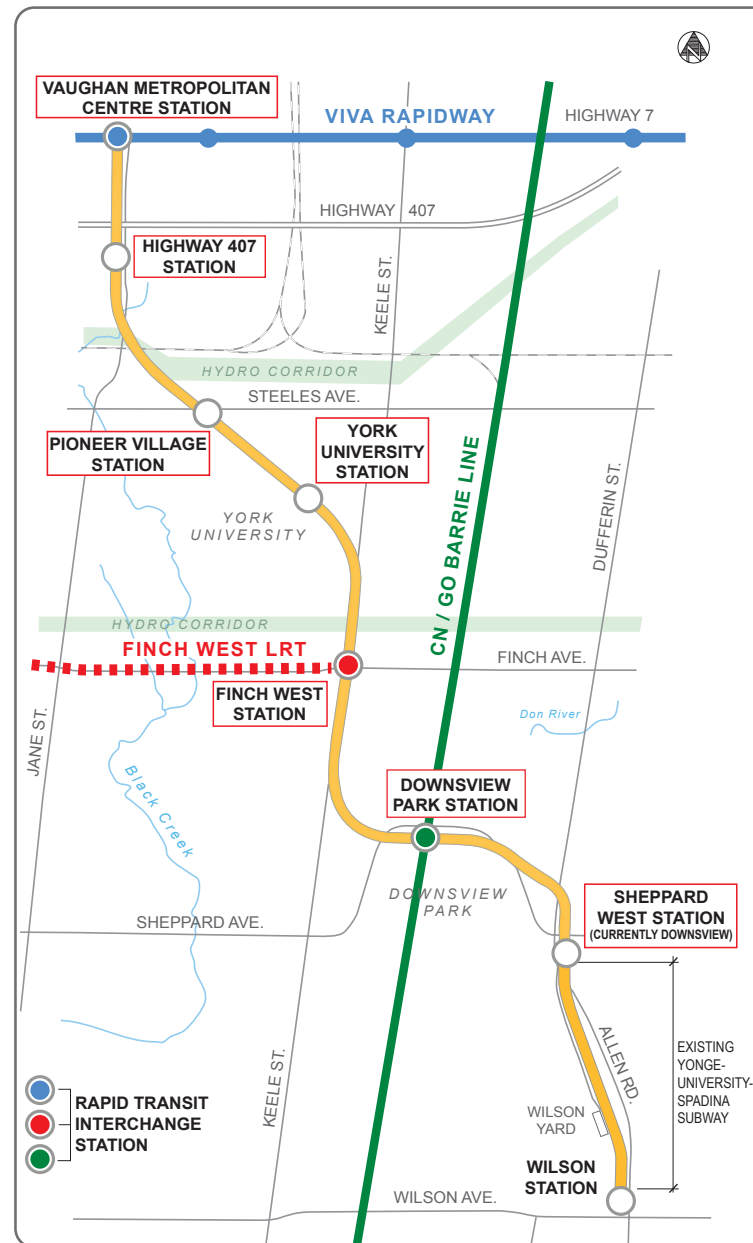 VAUGHAN METROPOLITAN
CENTRE STATION
VIVA RAPIDWAY
HIGHWAY 7
HIGHWAY 407
HIGHWAY 407
STATION
KEELE ST.
HYDRO CORRIDOR
STEELES AVE.
PIONEER VILLAGE
STATION
YORK
UNIVERSITY
STATION
YORK
UNIVERSITY
CN / GO BARRIE LINE
DUFFERIN ST.
HYDRO CORRIDOR
FINCH WEST LRT
FINCH AVE.
FINCH WEST
STATION
JANE ST.
Don River
Black Creek
DOWNSVIEW
PARK STATION
DOWNSVIEW
PARK
SHEPPARD AVE.
SHEPPARD
WEST STATION
(CURRENTLY DOWNSVIEW)
KEELE ST.
ALLEN RD.
EXISTING
YONGE-
UNIVERSITY-
SPADINA
SUBWAY
RAPID TRANSIT
INTERCHANGE
STATION
WILSON
YARD
WILSON
STATION
WILSON AVE.